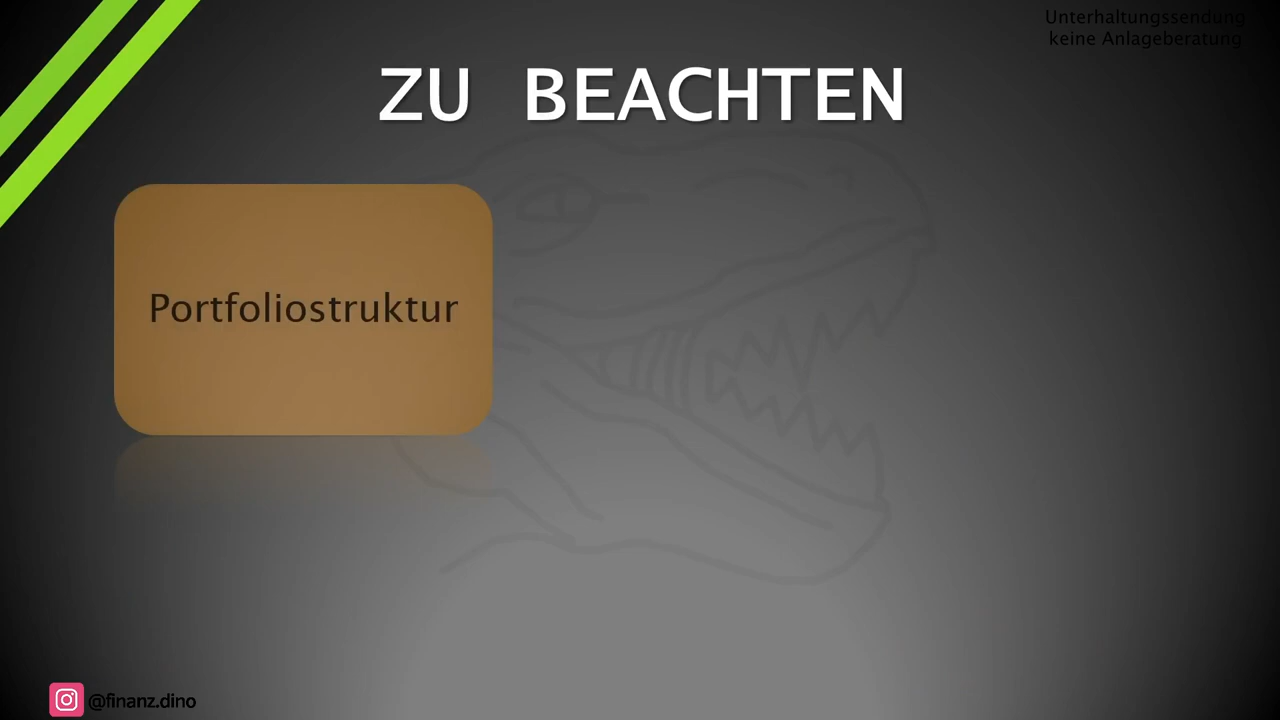 Unterhaltungssendung
keine Anlageberatung
ZU BEACHTEN
Portfoliostruktur
@finanz.dino